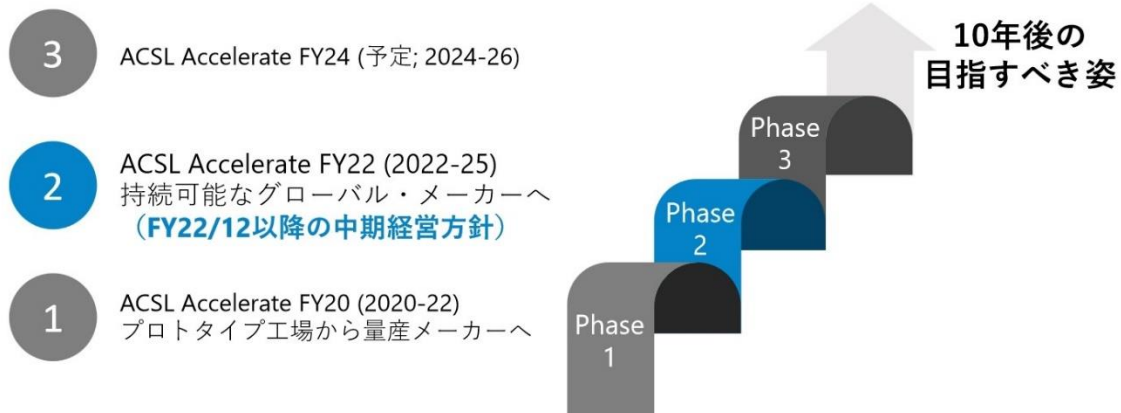 3
ACSL Accelerate FY24 (予定; 2024-26)
2
ACSL Accelerate FY22 (2022-25)
持続可能なグローバル・メーカーへ
（FY22/12以降の中期経営方針）
1
ACSL Accelerate FY20 (2020-22)
プロトタイプ工場から量産メーカーへ
10年後の
目指すべき姿
Phase
3
Phase
2
Phase
1